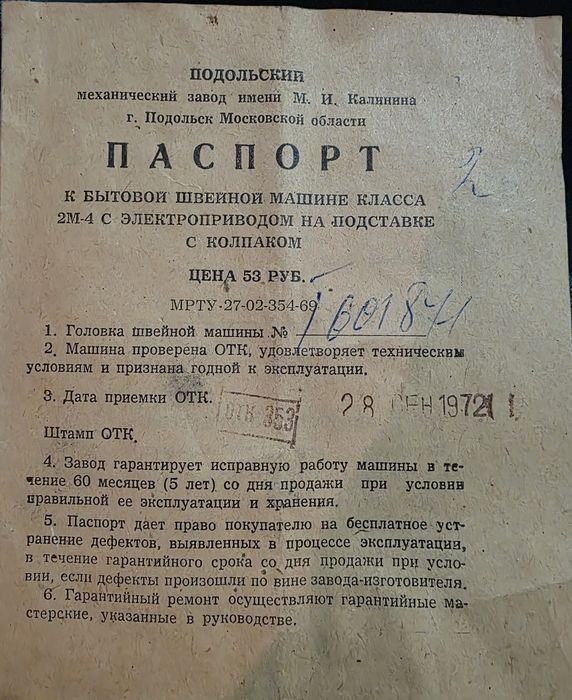 ПОДОЛЬСКИЙ
механический завод имени М. И. Калинина
г. Подольск Московской области
ПАСПОРТ
2
К БЫТОВОЙ ШВЕЙНОЙ МАШИНЕ КЛАССА
2М-4 С ЭЛЕКТРОПРИВОДОМ НА ПОДСТАВКЕ
С КОЛПАКОМ
ЦЕНА 53 РУБ.
МРТУ-27-02-354-69
1. Головка швейной машины №
2. Машина проверена ОТК, удовлетворяет техническим
условиям и признана годной к эксплуатации.
3. Дата приемки ОТК. 28 СЕН 1972
ОТК 353
Штамп ОТК.
4. Завод гарантирует исправную работу машины в те-
чение 60 месяцев (5 лет) со дня продажи при условии
правильной ее эксплуатации и хранения.
5. Паспорт дает право покупателю на бесплатное уст-
ранение дефектов, выявленных в процессе эксплуатации,
в течение гарантийного срока со дня продажи при усло-
вии, если дефекты произошли по вине завода-изготовителя.
6. Гарантийный ремонт осуществляют гарантийные ма-
стерские, указанные в руководстве.